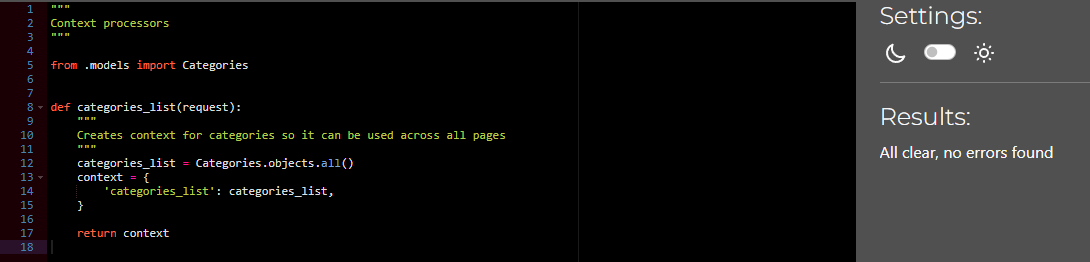 1 """
2 Context processors
3 """
4
5 from .models import Categories
6
7
8 def categories_list(request):
9     """
10     Creates context for categories so it can be used across all pages
11     """
12     categories_list = Categories.objects.all()
13     context = {
14         'categories_list': categories_list,
15     }
16
17     return context
18
Settings:
Results:
All clear, no errors found